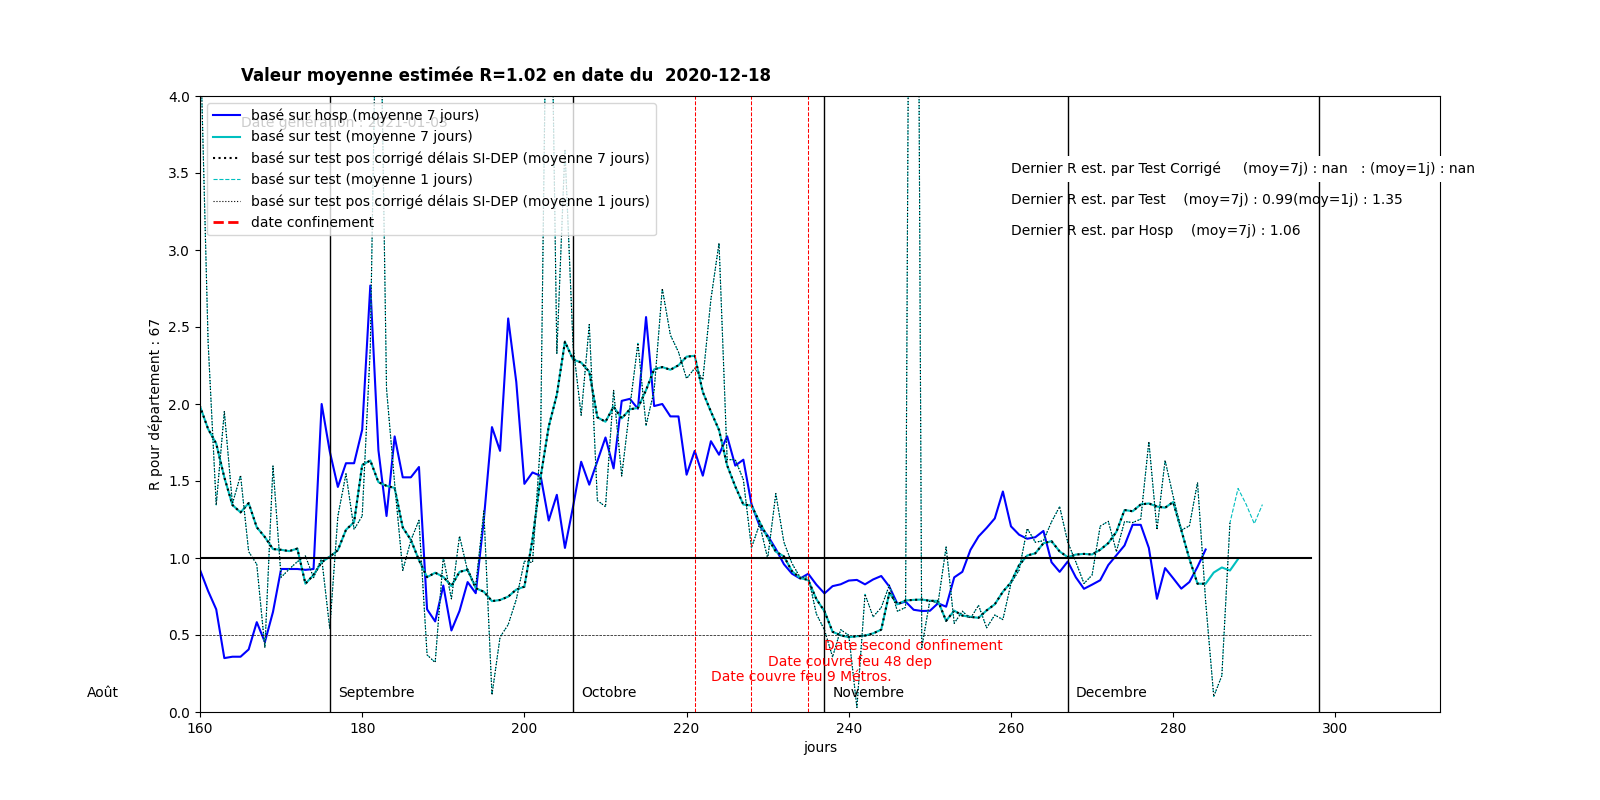 Valeur moyenne estimée R=1.02 en date du  2020-12-18
Date generation : 2021-01-03
basé sur hosp (moyenne 7 jours)
basé sur test (moyenne 7 jours)
basé sur test pos corrigé délais SI-DEP (moyenne 7 jours)
basé sur test (moyenne 1 jours)
basé sur test pos corrigé délais SI-DEP (moyenne 1 jours)
date confinement
Dernier R est. par Test Corrigé     (moy=7j) : nan   : (moy=1j) : nan
Dernier R est. par Test    (moy=7j) : 0.99(moy=1j) : 1.35
Dernier R est. par Hosp    (moy=7j) : 1.06
R pour département : 67
4.0
3.5
3.0
2.5
2.0
1.5
1.0
0.5
0.0
Date second confinement
Date couvre feu 48 dep
Date couvre feu 9 Métros.
Août
Septembre
Octobre
Novembre
Decembre
160
180
200
220
240
260
280
300
jours